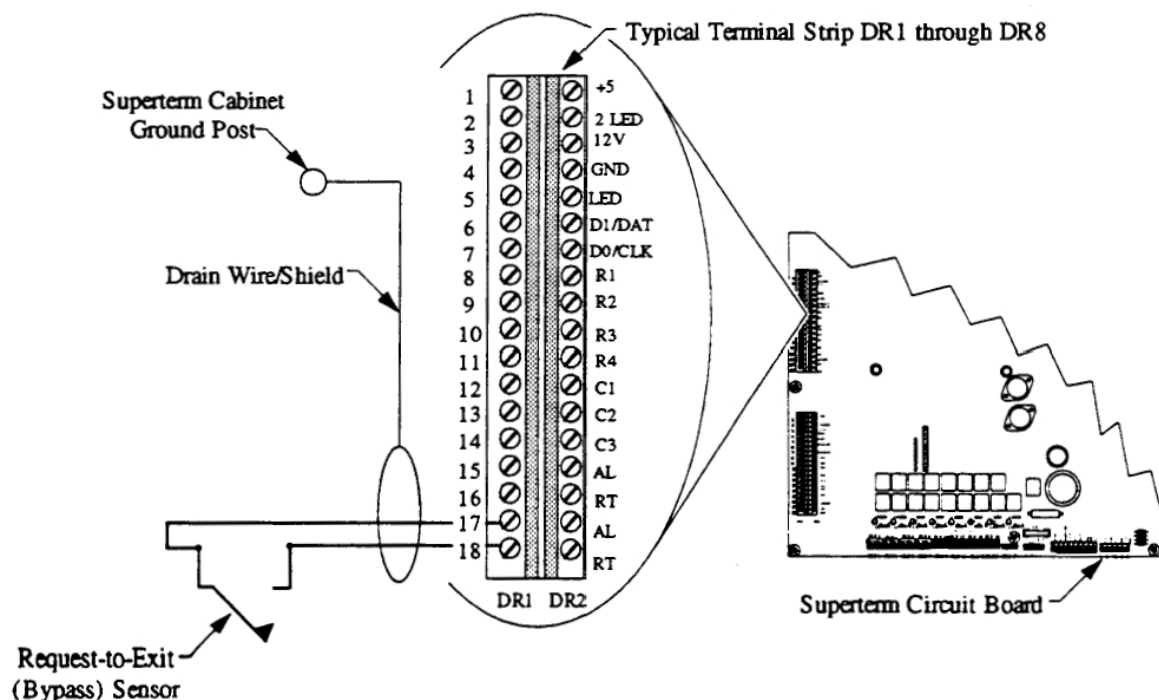 Typical Terminal Strip DR1 through DR8
Superterm Cabinet
Ground Post
Drain Wire/Shield
1 +5
2 2 LED
3 12V
4 GND
5 LED
6 D1/DAT
7 D0/CLK
8 R1
9 R2
10 R3
11 R4
12 C1
13 C2
14 C3
15 AL
16 RT
17 AL
18 RT
DR1 DR2
Superterm Circuit Board
Request-to-Exit
(Bypass) Sensor